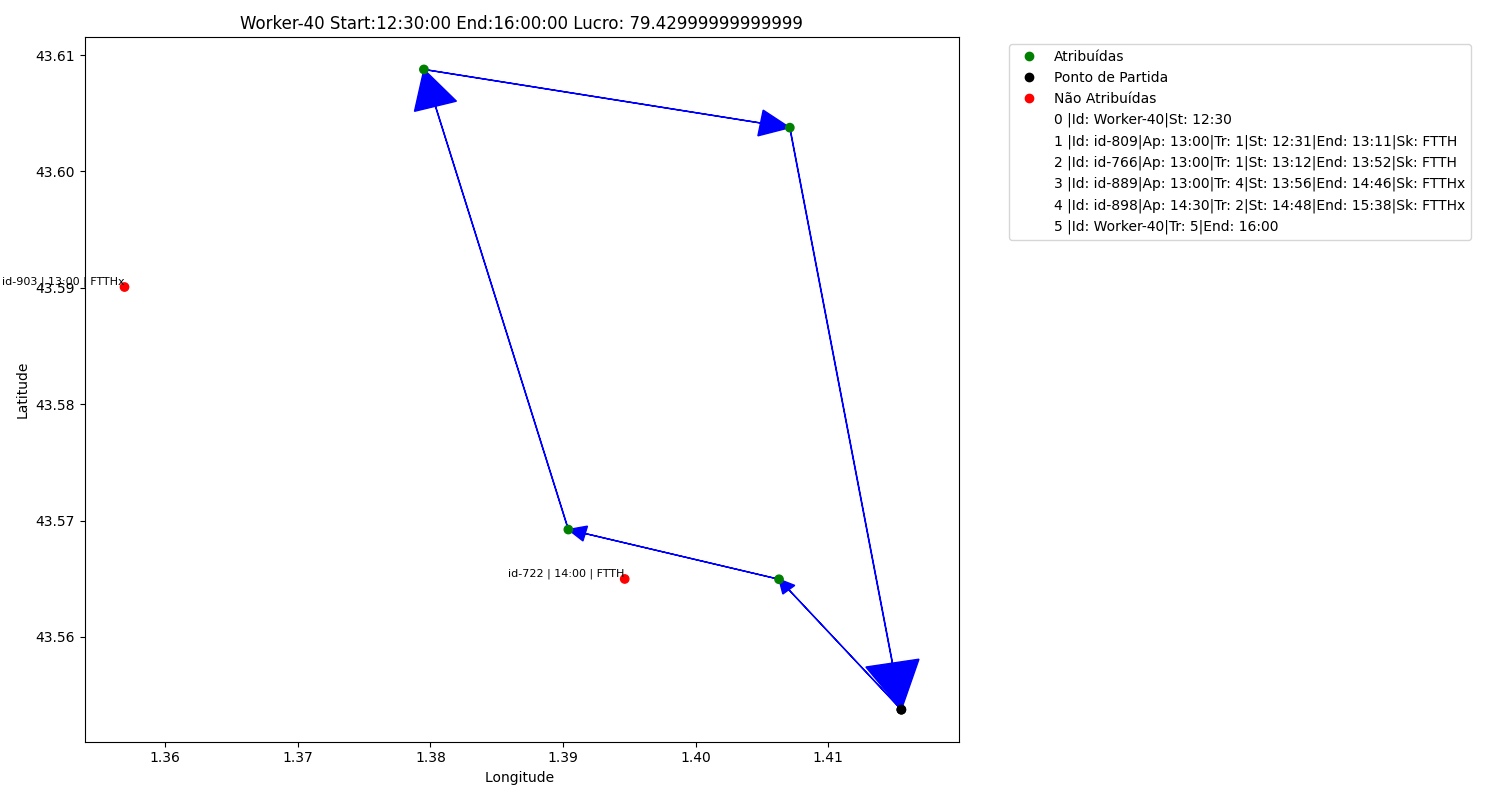 Worker-40 Start:12:30:00 End:16:00:00 Lucro: 79.42999999999999
43.61
43.60
43.59
43.58
43.57
43.56
Latitude
1.36
1.37
1.38
1.39
1.40
1.41
Longitude
id-903 | 13:00 | FTTHx
id-722 | 14:00 | FTTH
Atribuídas
Ponto de Partida
Não Atribuídas
0 |Id: Worker-40|St: 12:30
1 |Id: id-809|Ap: 13:00|Tr: 1|St: 12:31|End: 13:11|Sk: FTTH
2 |Id: id-766|Ap: 13:00|Tr: 1|St: 13:12|End: 13:52|Sk: FTTH
3 |Id: id-889|Ap: 13:00|Tr: 4|St: 13:56|End: 14:46|Sk: FTTHx
4 |Id: id-898|Ap: 14:30|Tr: 2|St: 14:48|End: 15:38|Sk: FTTHx
5 |Id: Worker-40|Tr: 5|End: 16:00